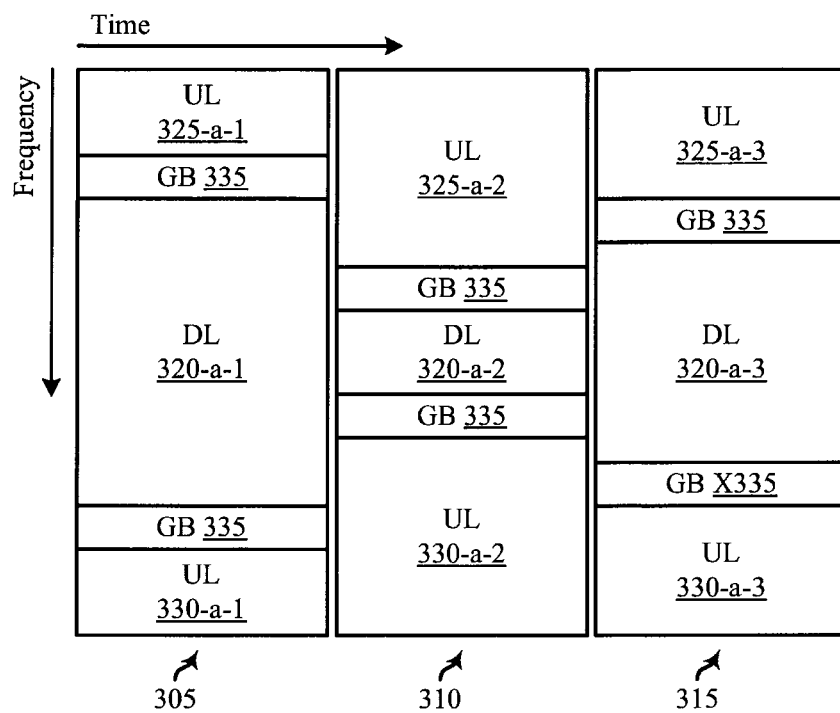 Time
Frequency
UL
325-a-1
GB 335
DL
320-a-1
GB 335
UL
330-a-1
UL
325-a-2
GB 335
DL
320-a-2
GB 335
UL
330-a-2
UL
325-a-3
GB 335
DL
320-a-3
GB X335
UL
330-a-3
305
310
315